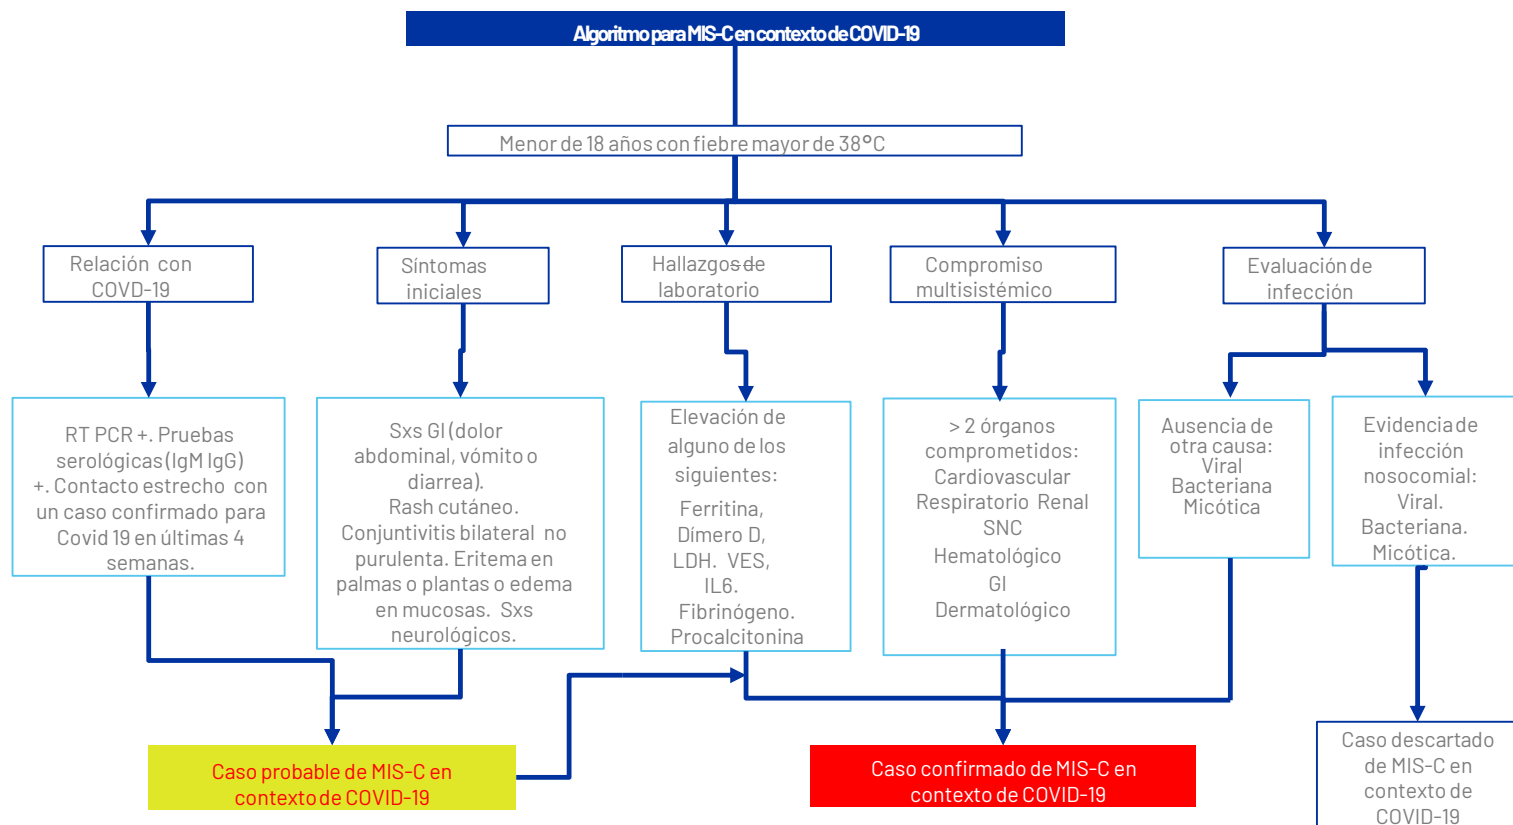 Algoritmo para MIS-C en contexto de COVID-19
Menor de 18 años con fiebre mayor de 38°C
Relación con
COVD-19
Síntomas
iniciales
Hallazgos de
laboratorio
Compromiso
multisistémico
Evaluación de
infección
RT PCR +. Pruebas
serológicas (IgM IgG)
+. Contacto estrecho con
un caso confirmado para
Covid 19 en últimas 4
semanas.
Sxs GI (dolor
abdominal, vómito o
diarrea).
Rash cutáneo.
Conjuntivitis bilateral no
purulenta. Eritema en
palmas o plantas o edema
en mucosas. Sxs
neurológicos.
Elevación de
alguno de los
siguientes:
Ferritina,
Dímero D,
LDH. VES,
IL6.
Fibrinógeno.
Procalcitonina
> 2 órganos
comprometidos:
Cardiovascular
Respiratorio Renal
SNC
Hematológico
GI
Dermatológico
Ausencia de
otra causa:
Viral
Bacteriana
Micótica
Evidencia de
infección
nosocomial:
Viral.
Bacteriana.
Micótica.
Caso probable de MIS-C en
contexto de COVID-19
Caso confirmado de MIS-C en
contexto de COVID-19
Caso descartado
de MIS-C en
contexto de
COVID-19